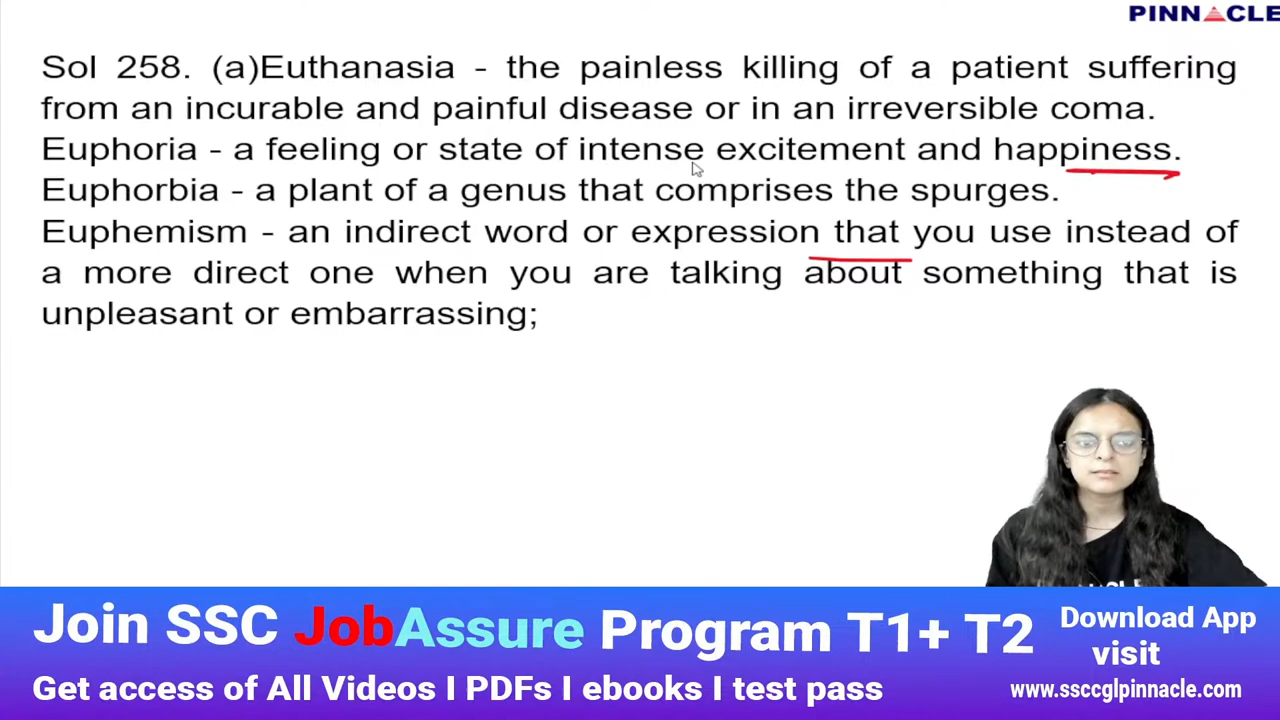 PINNACLE
Sol 258. (a)Euthanasia - the painless killing of a patient suffering
from an incurable and painful disease or in an irreversible coma.
Euphoria - a feeling or state of intense excitement and happiness.
Euphorbia - a plant of a genus that comprises the spurges.
Euphemism - an indirect word or expression that you use instead of
a more direct one when you are talking about something that is
unpleasant or embarrassing;
Join SSC JobAssure Program T1+ T2
Get access of All Videos I PDFs I ebooks I test pass
Download App
visit
www.ssccglpinnacle.com